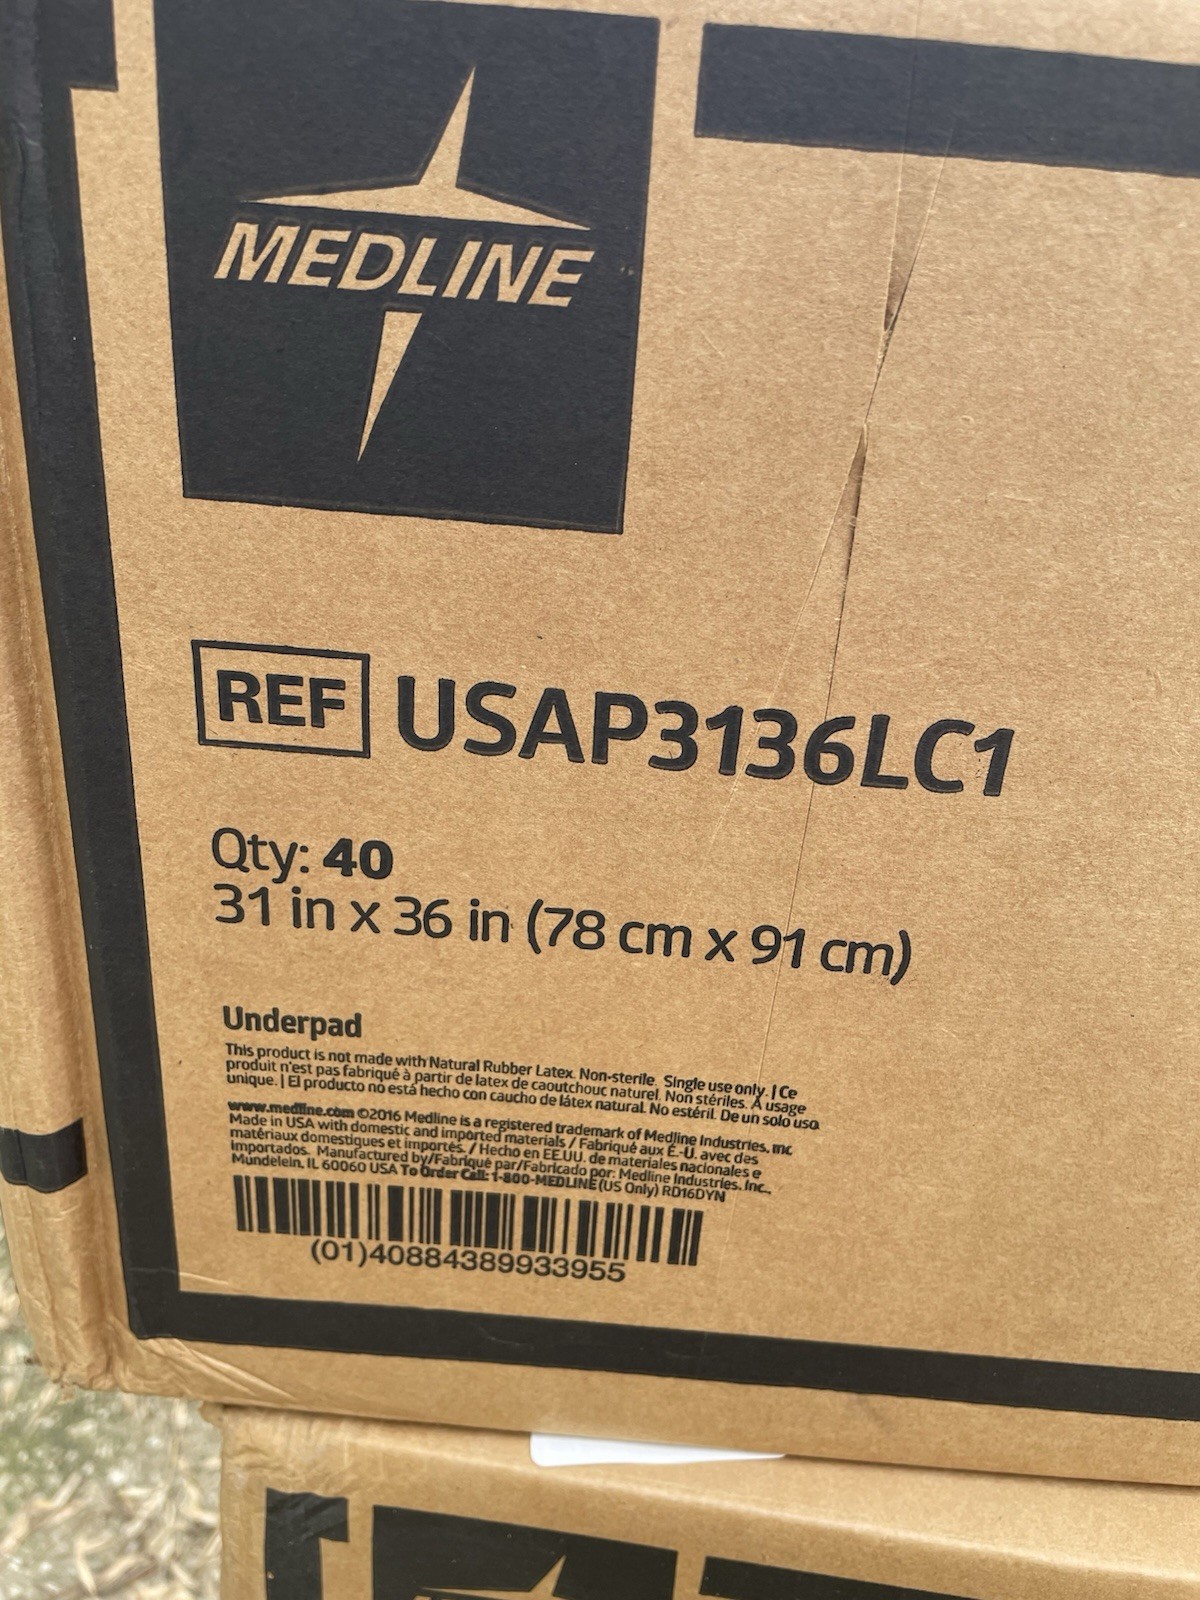 MEDLINE
REF USAP3136LC1
Qty: 40
31 in x 36 in (78 cm x 91 cm)
Underpad
This product is not made with Natural Rubber Latex. Non-sterile. Single use only. | Ce
produit n'est pas fabriqué à partir de latex de caoutchouc naturel. Non stériles. À usage
unique. | El producto no está hecho con caucho de látex natural. No estéril. De un solo uso.
www.medline.com ©2016 Medline is a registered trademark of Medline Industries, Inc
Made in USA with domestic and imported materials / Fabriqué aux É.-U. avec des
matériaux domestiques et importés. / Hecho en EE.UU. de materiales nacionales e
importados. Manufactured by/Fabriqué par/Fabricado por: Medline Industries, Inc.,
Mundelein, IL 60060 USA To Order Call: 1-800-MEDLINE (US Only) RD16DYN
(01)40884389933955